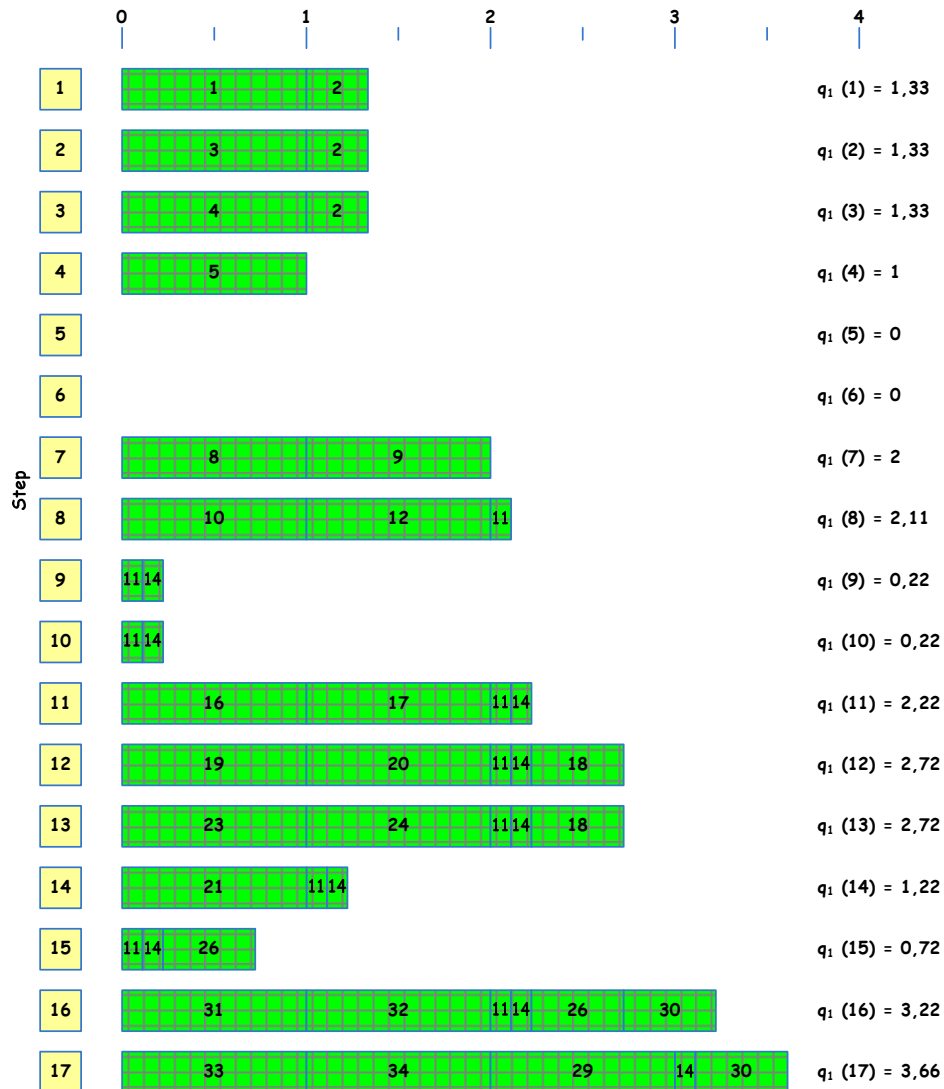 0 1 2 3 4
1 1 2 q₁ (1) = 1,33
2 3 2 q₁ (2) = 1,33
3 4 2 q₁ (3) = 1,33
4 5 q₁ (4) = 1
5 q₁ (5) = 0
6 q₁ (6) = 0
7 8 9 q₁ (7) = 2
Step
8 10 12 11 q₁ (8) = 2,11
9 11 14 q₁ (9) = 0,22
10 11 14 q₁ (10) = 0,22
11 16 17 11 14 q₁ (11) = 2,22
12 19 20 11 14 18 q₁ (12) = 2,72
13 23 24 11 14 18 q₁ (13) = 2,72
14 21 11 14 q₁ (14) = 1,22
15 11 14 26 q₁ (15) = 0,72
16 31 32 11 14 26 30 q₁ (16) = 3,22
17 33 34 29 14 30 q₁ (17) = 3,66